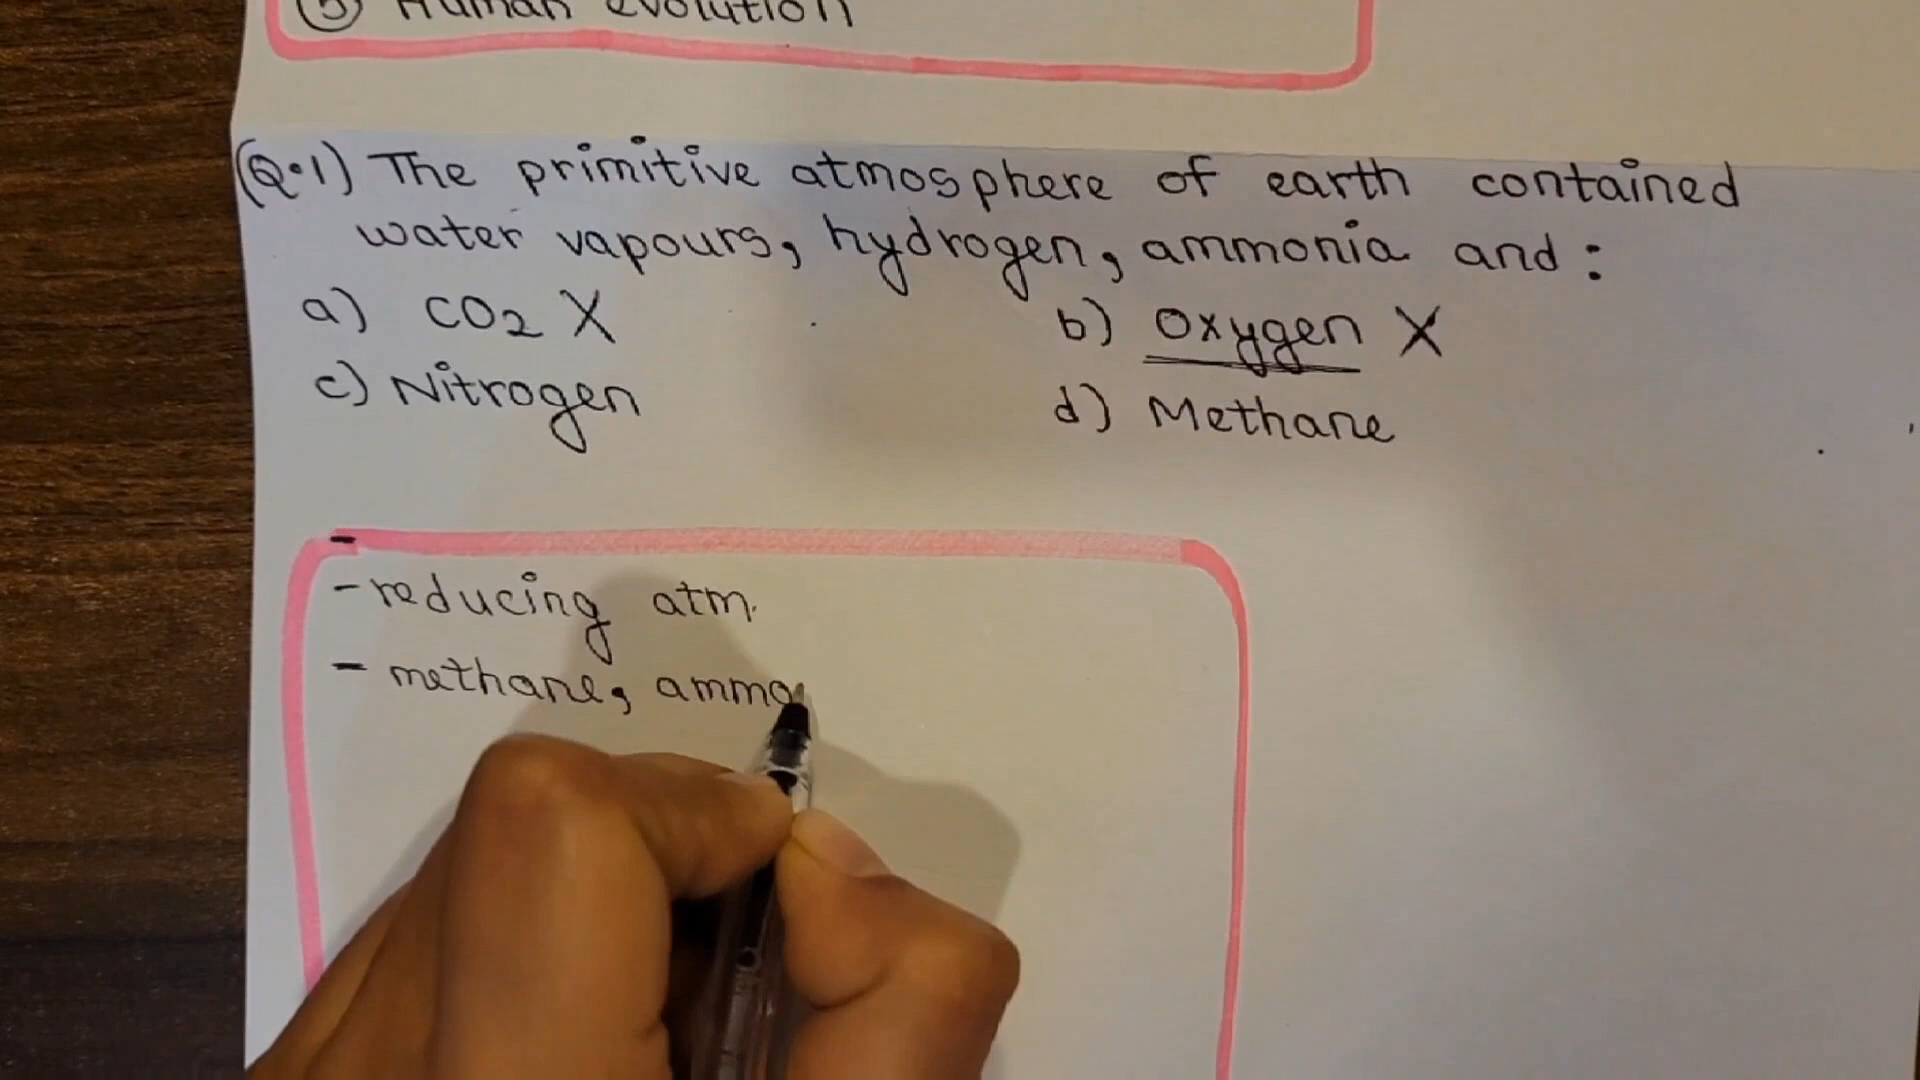 (5) Human evolution
(Q.1) The primitive atmosphere of earth contained
water vapours, hydrogen, ammonia and :
a) CO2 X b) Oxygen X
c) Nitrogen d) Methane
- reducing atm.
- methane, ammo